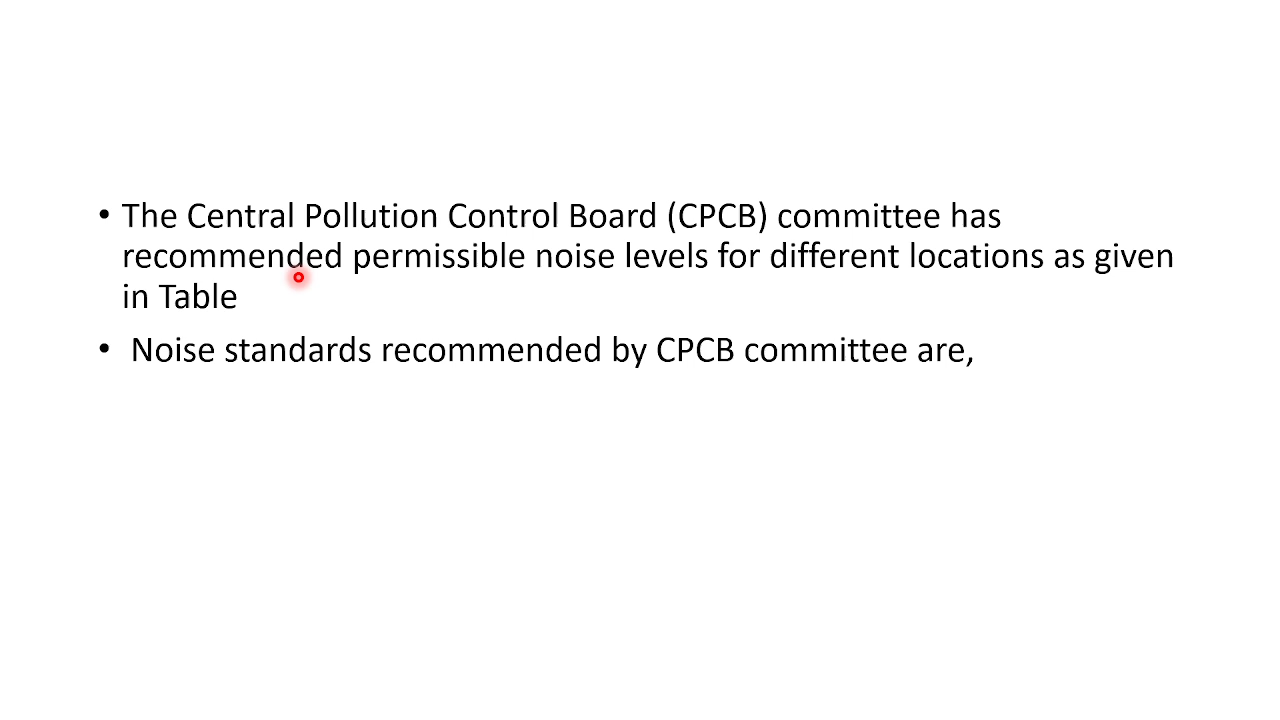 • The Central Pollution Control Board (CPCB) committee has
recommended permissible noise levels for different locations as given
in Table
• Noise standards recommended by CPCB committee are,